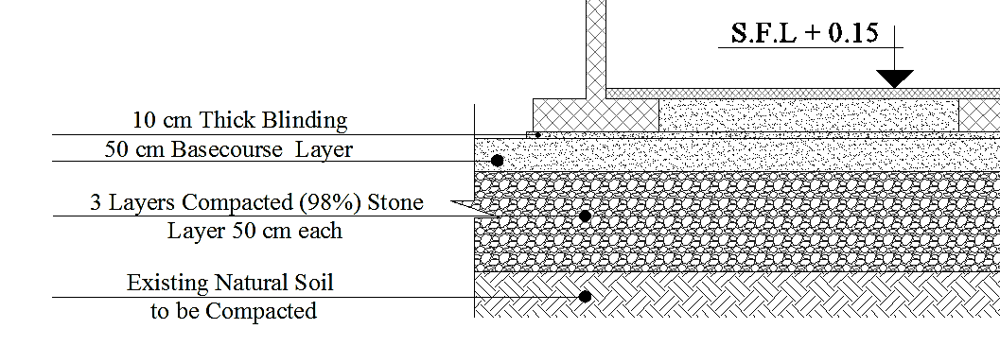 S.F.L + 0.15
10 cm Thick Blinding
50 cm Basecourse Layer
3 Layers Compacted (98%) Stone
Layer 50 cm each
Existing Natural Soil
to be Compacted